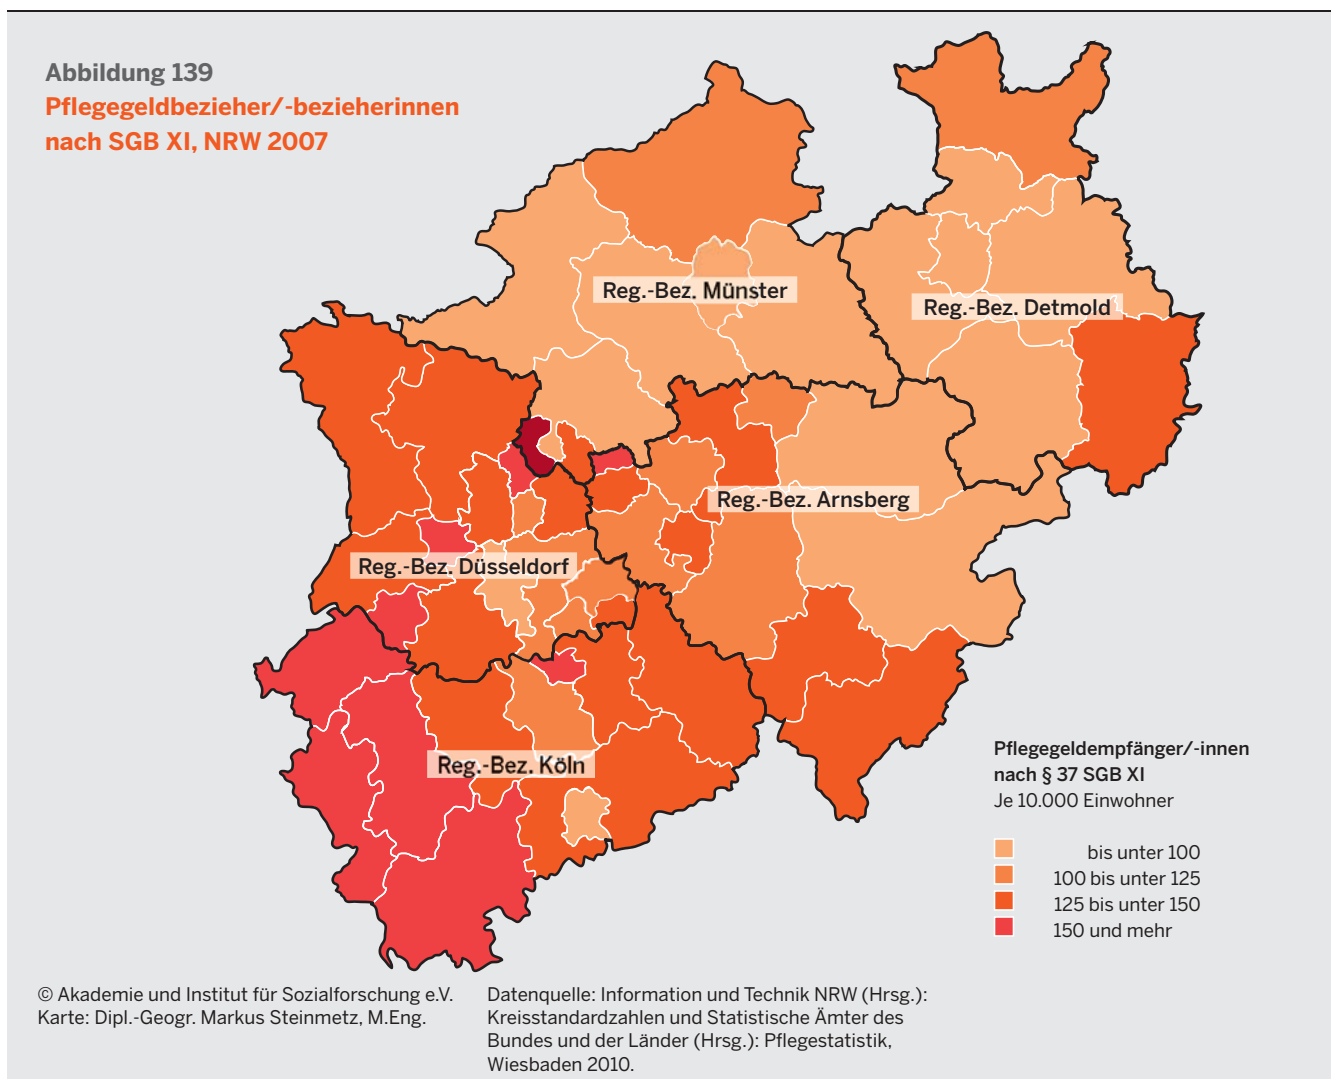 Abbildung 139
Pflegegeldbezieher/-bezieherinnen
nach SGB XI, NRW 2007
Reg.-Bez. Münster
Reg.-Bez. Detmold
Reg.-Bez. Arnsberg
Reg.-Bez. Düsseldorf
Reg.-Bez. Köln
Pflegegeldempfänger/-innen
nach § 37 SGB XI
Je 10.000 Einwohner
bis unter 100
100 bis unter 125
125 bis unter 150
150 und mehr
© Akademie und Institut für Sozialforschung e.V.
Karte: Dipl.-Geogr. Markus Steinmetz, M.Eng.
Datenquelle: Information und Technik NRW (Hrsg.):
Kreisstandardzahlen und Statistische Ämter des
Bundes und der Länder (Hrsg.): Pflegestatistik,
Wiesbaden 2010.